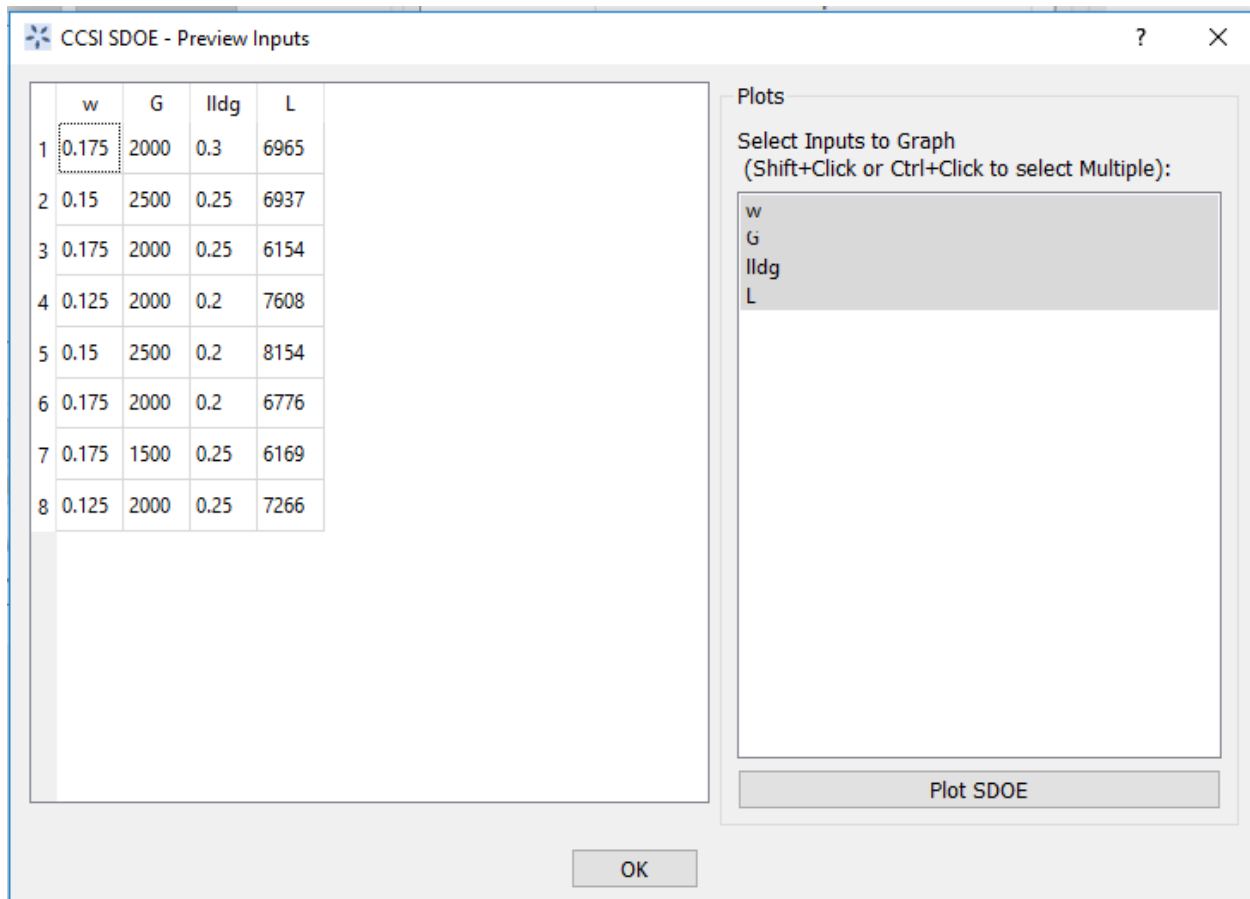 CCSI SDOE - Preview Inputs ? ×
w G lldg L
1 0.175 2000 0.3 6965
2 0.15 2500 0.25 6937
3 0.175 2000 0.25 6154
4 0.125 2000 0.2 7608
5 0.15 2500 0.2 8154
6 0.175 2000 0.2 6776
7 0.175 1500 0.25 6169
8 0.125 2000 0.25 7266
Plots
Select Inputs to Graph
(Shift+Click or Ctrl+Click to select Multiple):
w
G
lldg
L
Plot SDOE
OK